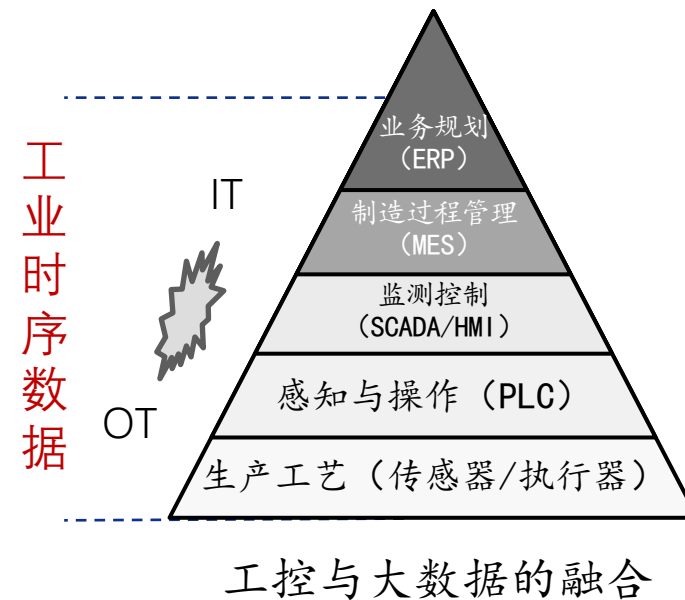 工业时序数据
IT
OT
业务规划
（ERP）
制造过程管理
（MES）
监测控制
（SCADA/HMI）
感知与操作（PLC）
生产工艺（传感器/执行器）
工控与大数据的融合